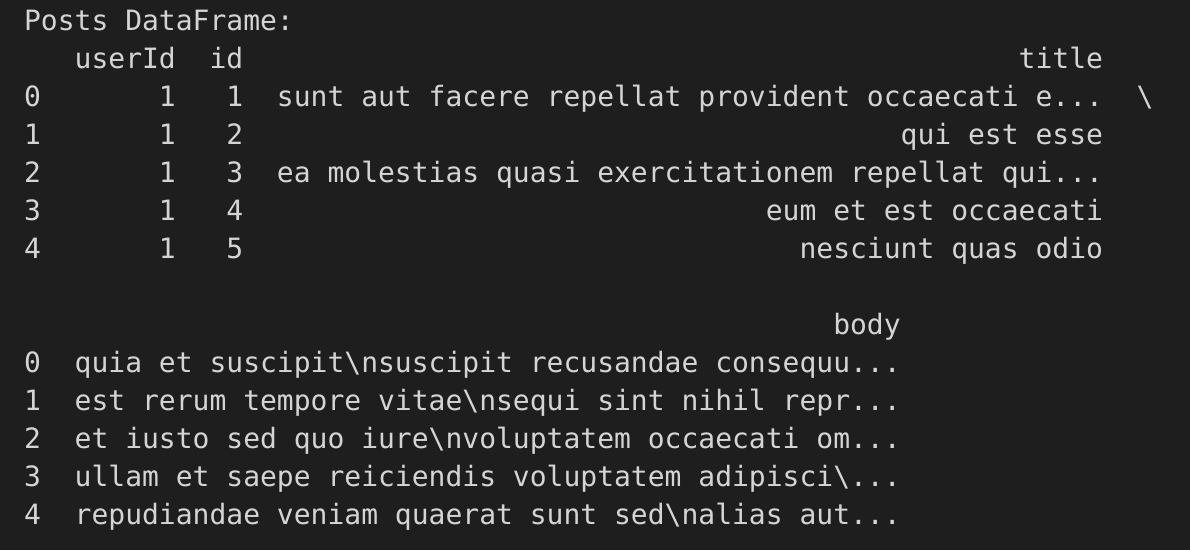 Posts DataFrame:
   userId  id                                              title
0       1   1  sunt aut facere repellat provident occaecati e...  \
1       1   2                                       qui est esse
2       1   3  ea molestias quasi exercitationem repellat qui...
3       1   4                               eum et est occaecati
4       1   5                                 nesciunt quas odio

                                                body
0  quia et suscipit\nsuscipit recusandae consequu...
1  est rerum tempore vitae\nsequi sint nihil repr...
2  et iusto sed quo iure\nvoluptatem occaecati om...
3  ullam et saepe reiciendis voluptatem adipisci\...
4  repudiandae veniam quaerat sunt sed\nalias aut...